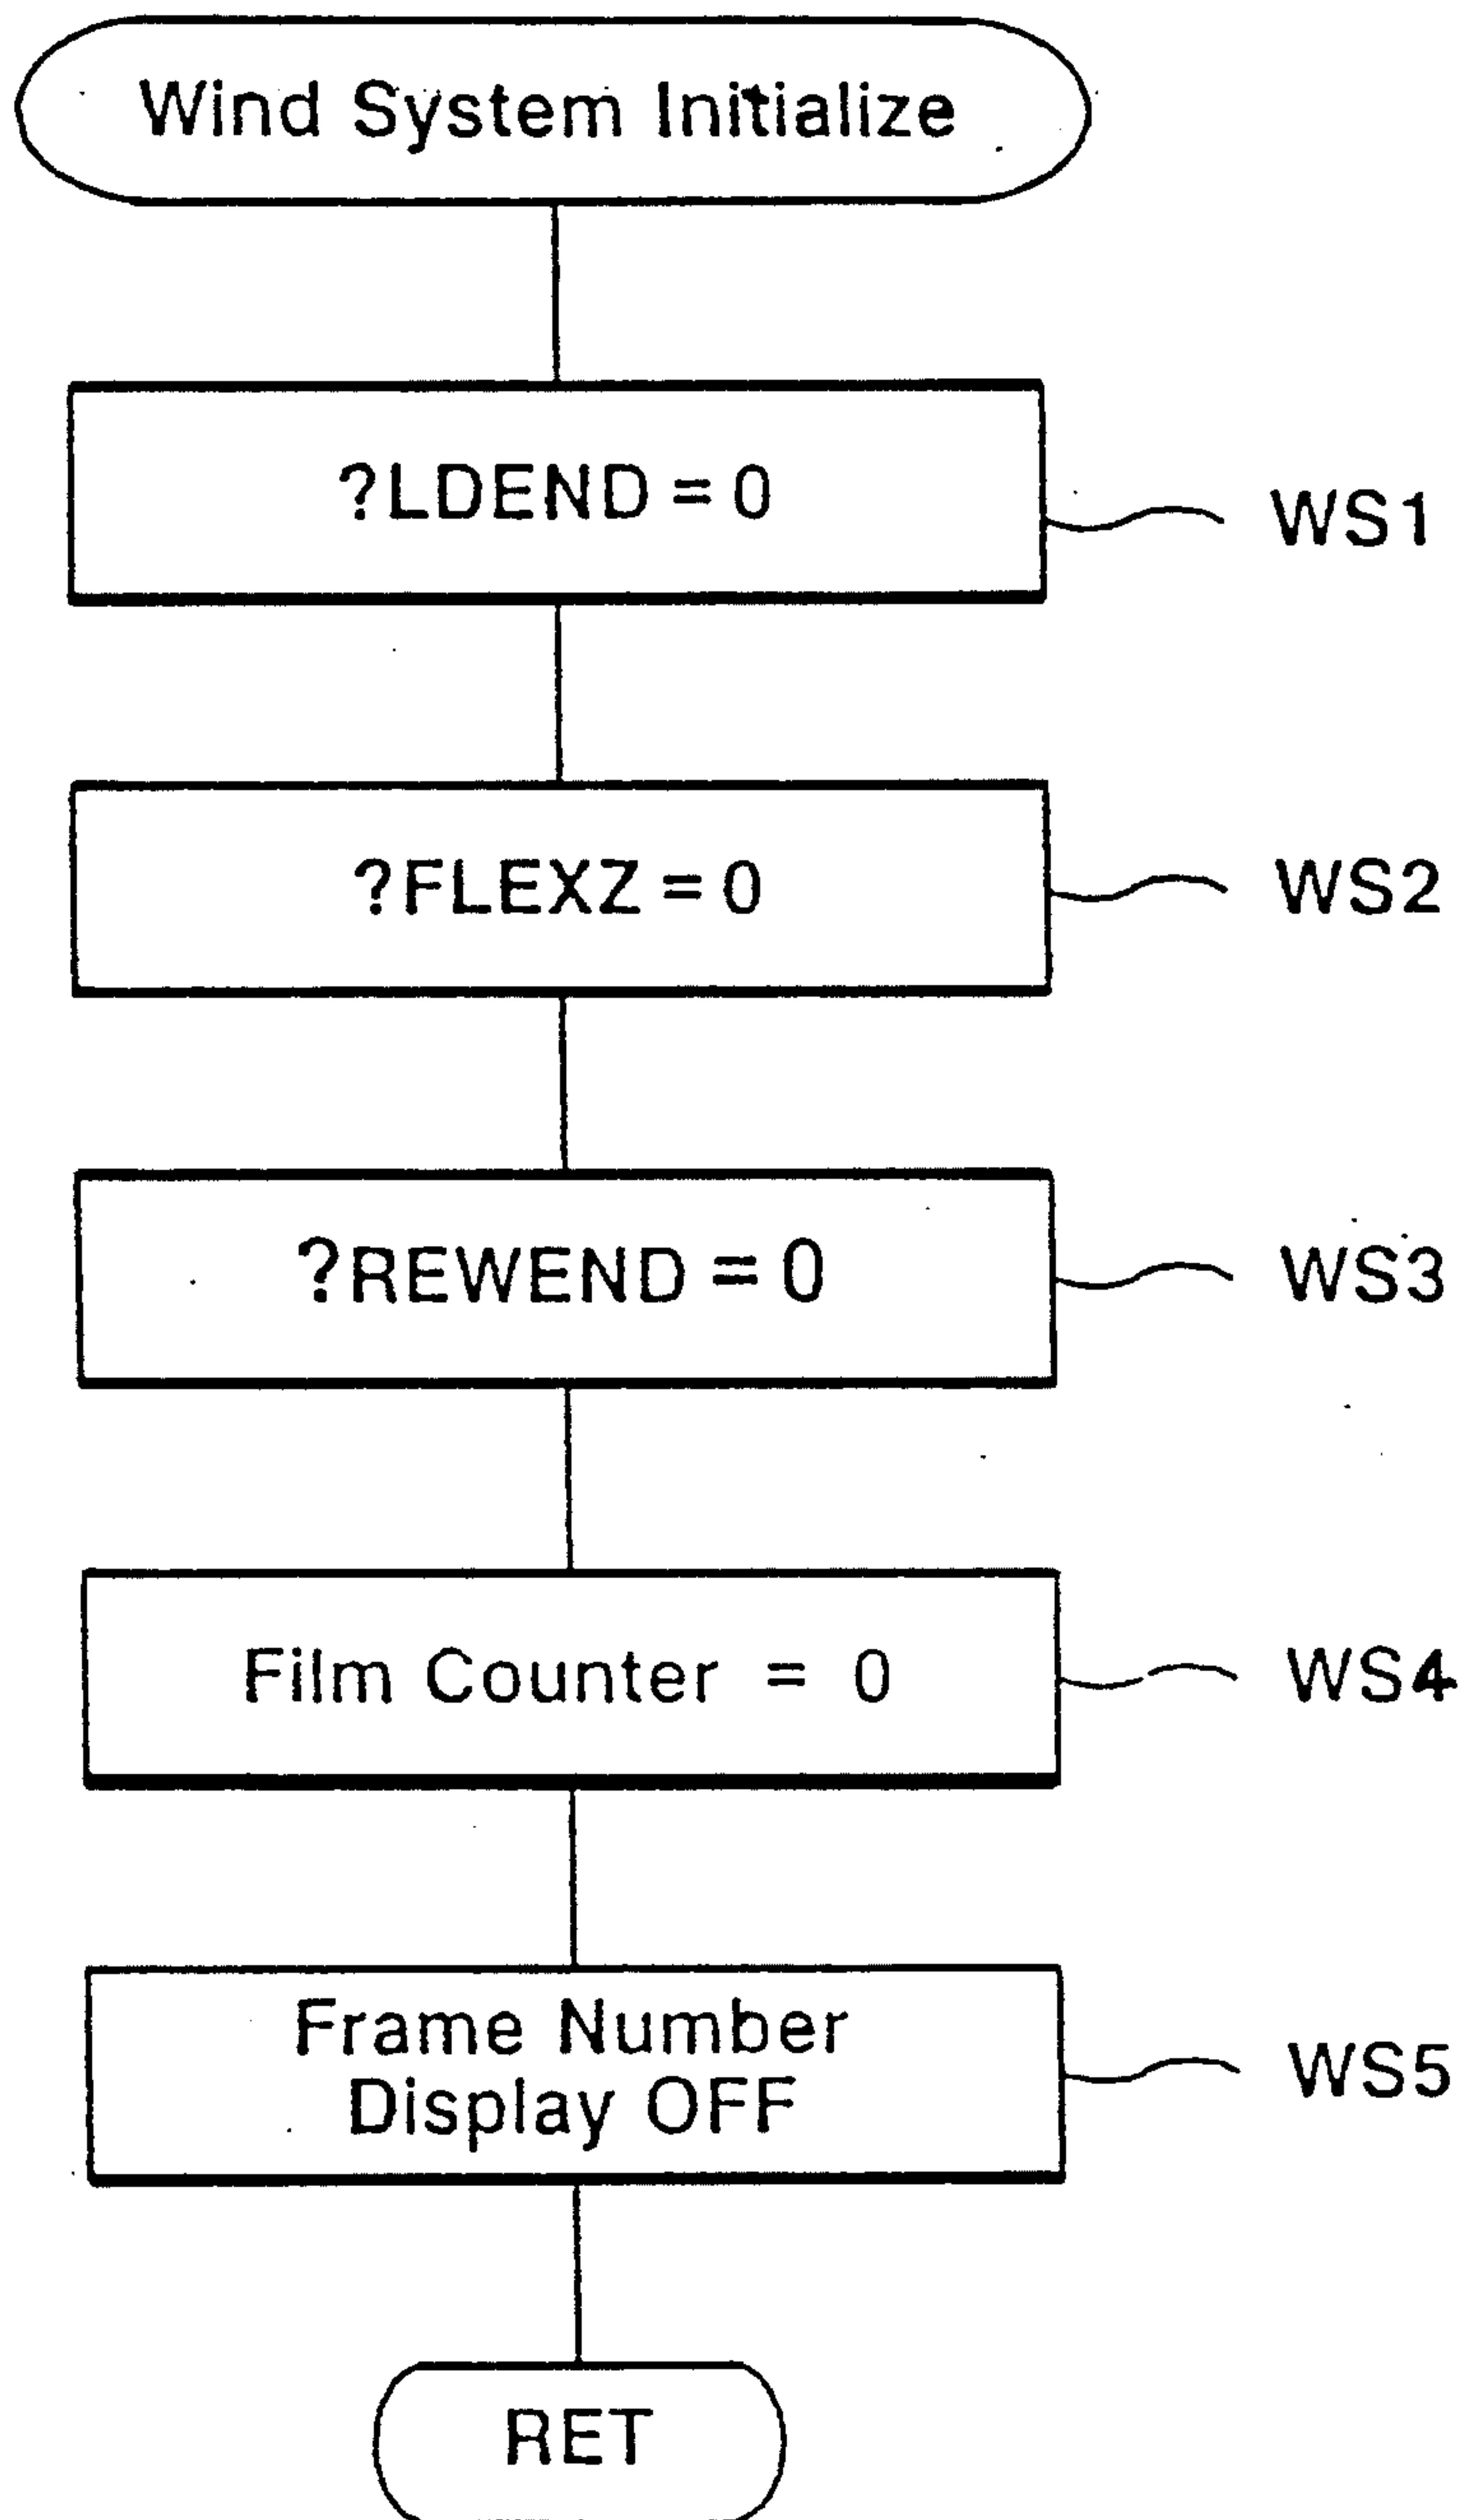 Wind System Initialize
?LDEND=0
WS1
?FLEXZ=0
WS2
?REWEND=0
WS3
Film Counter = 0
WS4
Frame Number
Display OFF
WS5
RET